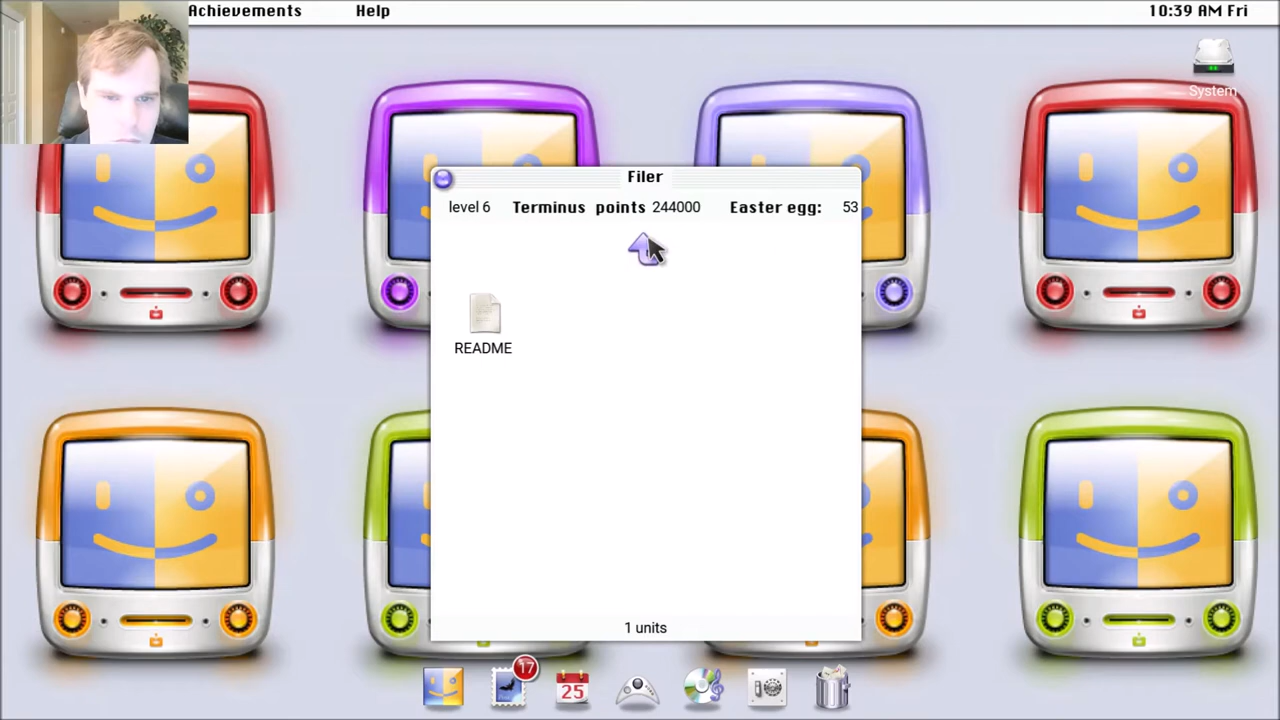 Achievements Help 10:39 AM Fri
System
Filer
level 6 Terminus points 244000 Easter egg: 53
README
1 units
17
25